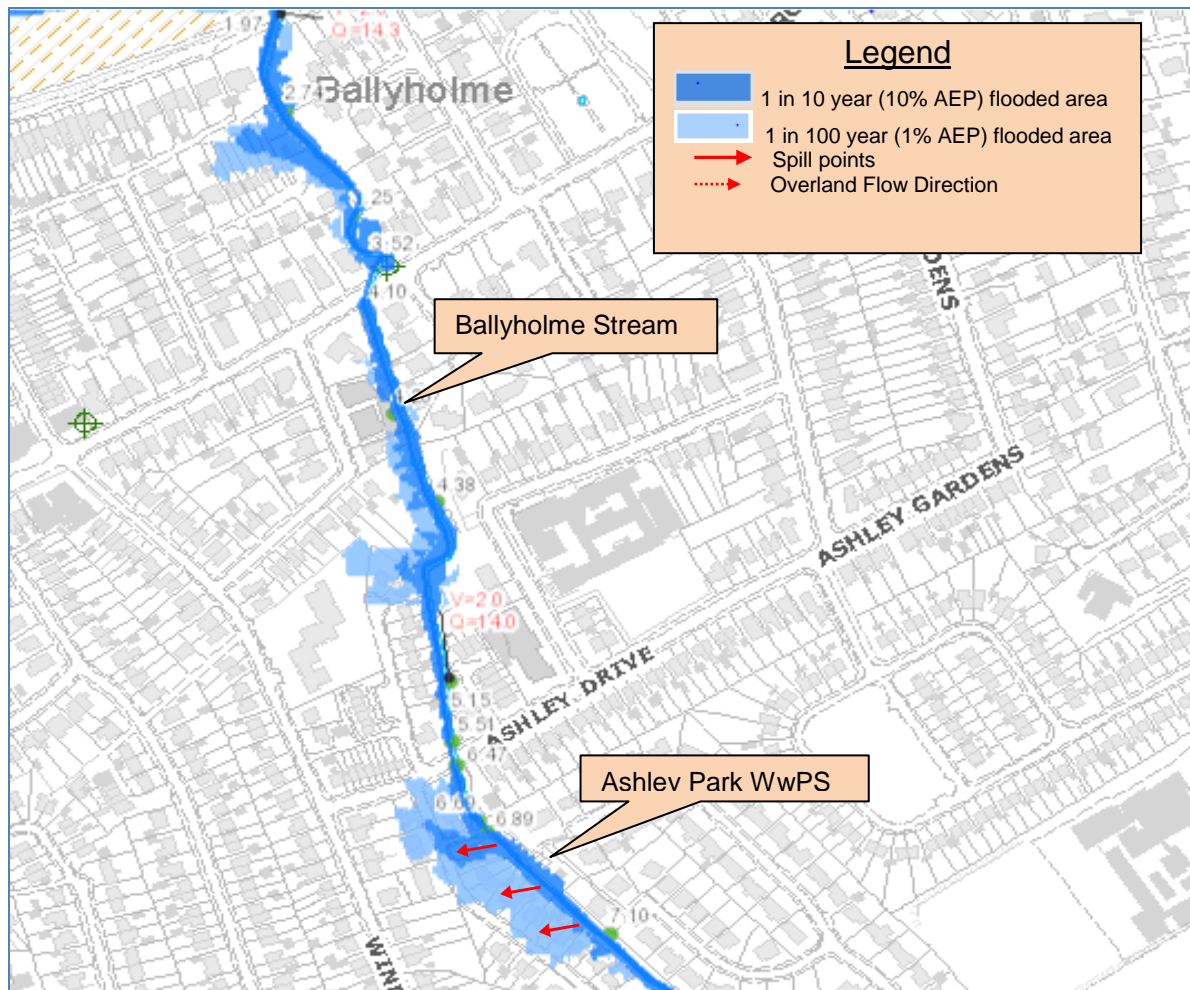 1.97
Q=14.3
Legend
1 in 10 year (10% AEP) flooded area
1 in 100 year (1% AEP) flooded area
Spill points
Overland Flow Direction
Ballyholme
2.74
25
3.52
4.10
DENS
Ballyholme Stream
4.38
ASHLEY GARDENS
V=2.0
Q=14.0
5.15
ASHLEY DRIVE
5.51
6.47
Ashley Park WwPS
6.89
7.10
WIN